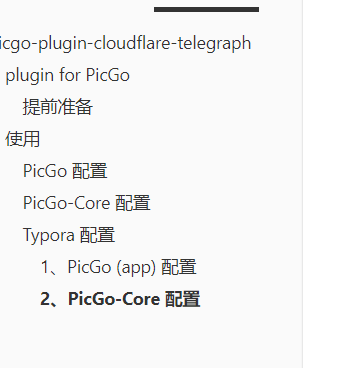 icgo-plugin-cloudflare-telegraph
plugin for PicGo
提前准备
使用
PicGo 配置
PicGo-Core 配置
Typora 配置
1、PicGo (app) 配置
2、PicGo-Core 配置